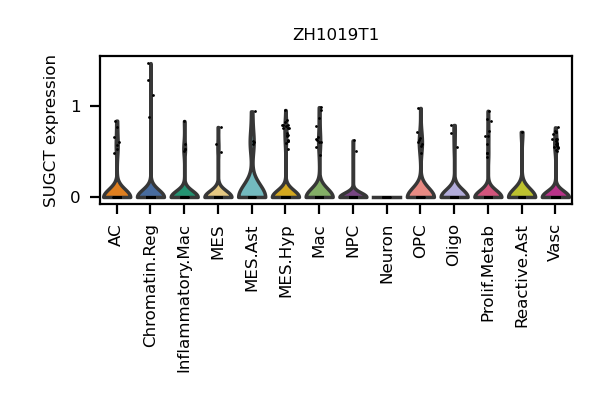 ZH1019T1
SUGCT expression
1
0
AC
Chromatin.Reg
Inflammatory.Mac
MES
MES.Ast
MES.Hyp
Mac
NPC
Neuron
OPC
Oligo
Prolif.Metab
Reactive.Ast
Vasc